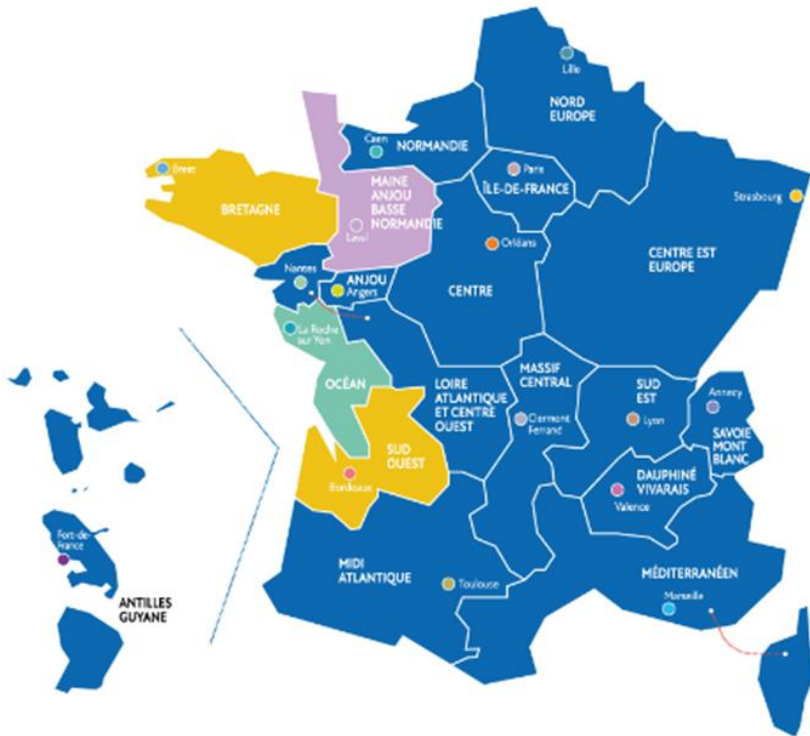 Lille
NORD
EUROPE
Caen
NORMANDIE
Paris
ÎLE-DE-FRANCE
Brest
BRETAGNE
MAINE
ANJOU
BASSE
NORMANDIE
Laval
Strasbourg
Orléans
CENTRE EST
EUROPE
Nantes
ANJOU
Angers
CENTRE
La Roche
sur Yon
OCÉAN
LOIRE
ATLANTIQUE
ET CENTRE
OUEST
MASSIF
CENTRAL
Clermont
Ferrand
SUD
EST
Lyon
Annecy
SAVOIE
MONT
BLANC
SUD
OUEST
Bordeaux
DAUPHINÉ
VIVARAIS
Valence
Fort-de-
France
ANTILLES
GUYANE
MIDI
ATLANTIQUE
Toulouse
MÉDITERRANÉEN
Marseille